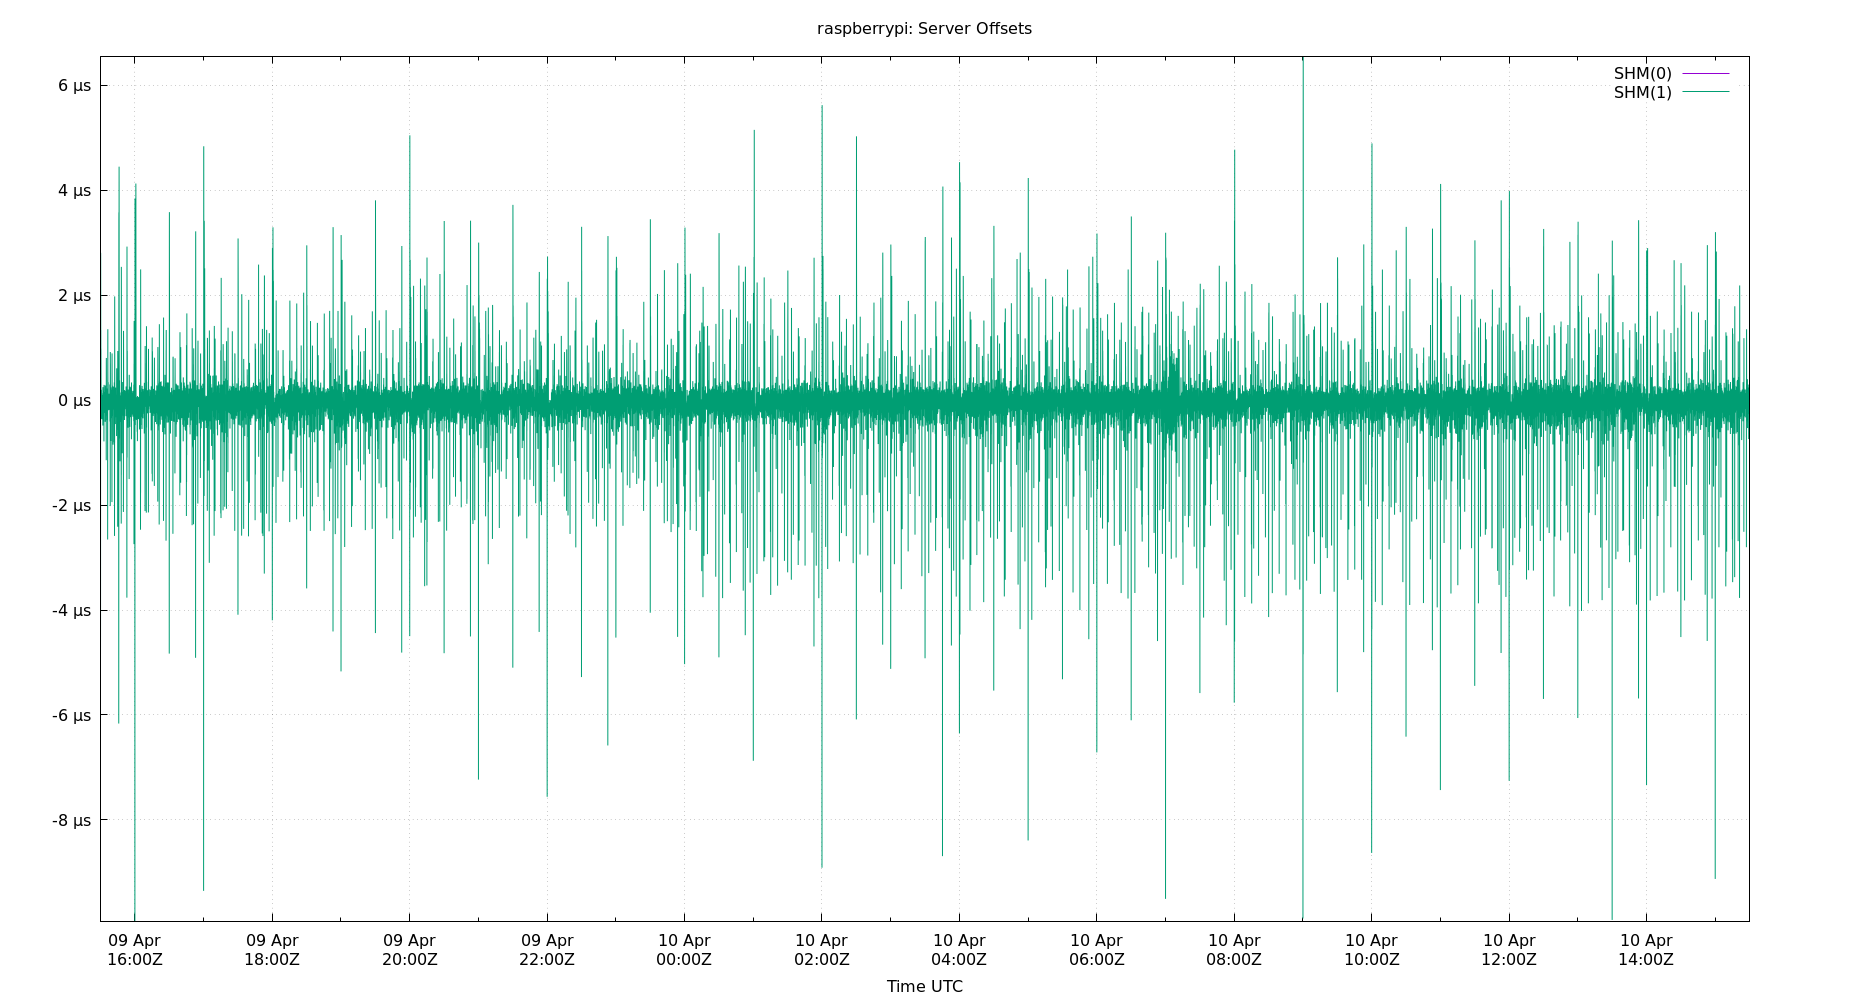 raspberrypi: Server Offsets
SHM(0)
SHM(1)
6 µs
4 µs
2 µs
0 µs
-2 µs
-4 µs
-6 µs
-8 µs
09 Apr 09 Apr 09 Apr 09 Apr 10 Apr 10 Apr 10 Apr 10 Apr 10 Apr 10 Apr 10 Apr 10 Apr
16:00Z 18:00Z 20:00Z 22:00Z 00:00Z 02:00Z 04:00Z 06:00Z 08:00Z 10:00Z 12:00Z 14:00Z
Time UTC